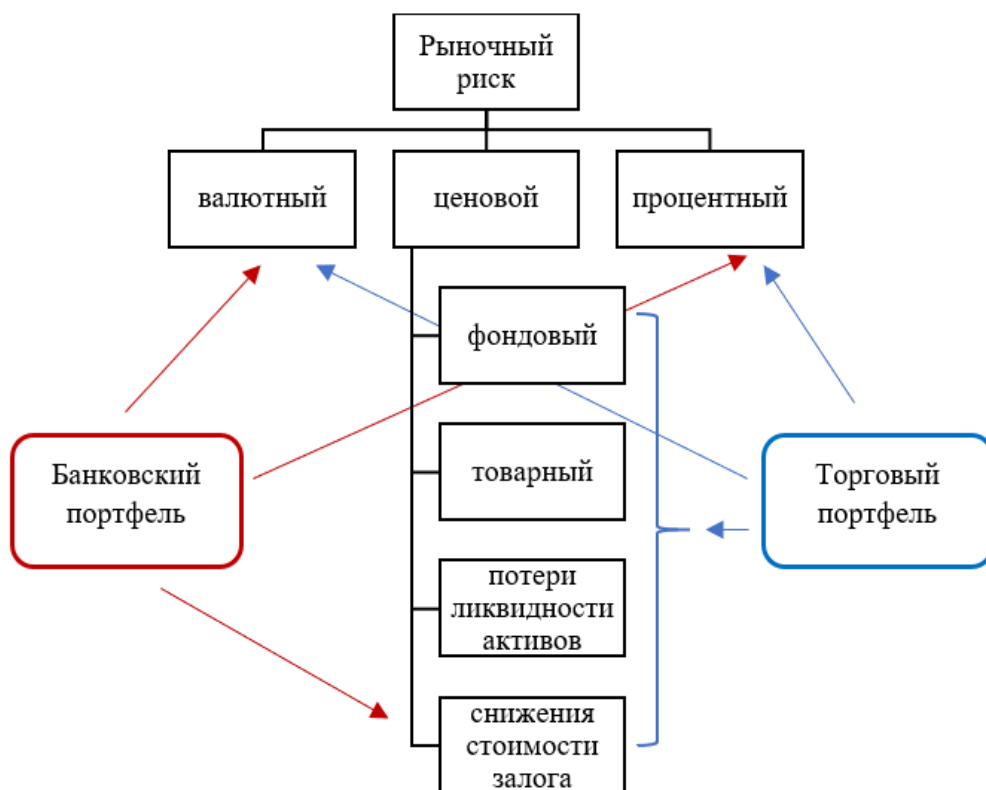 Рыночный
риск
валютный
ценовой
процентный
фондовый
товарный
Банковский
портфель
Торговый
портфель
потери
ликвидности
активов
снижения
стоимости
залога